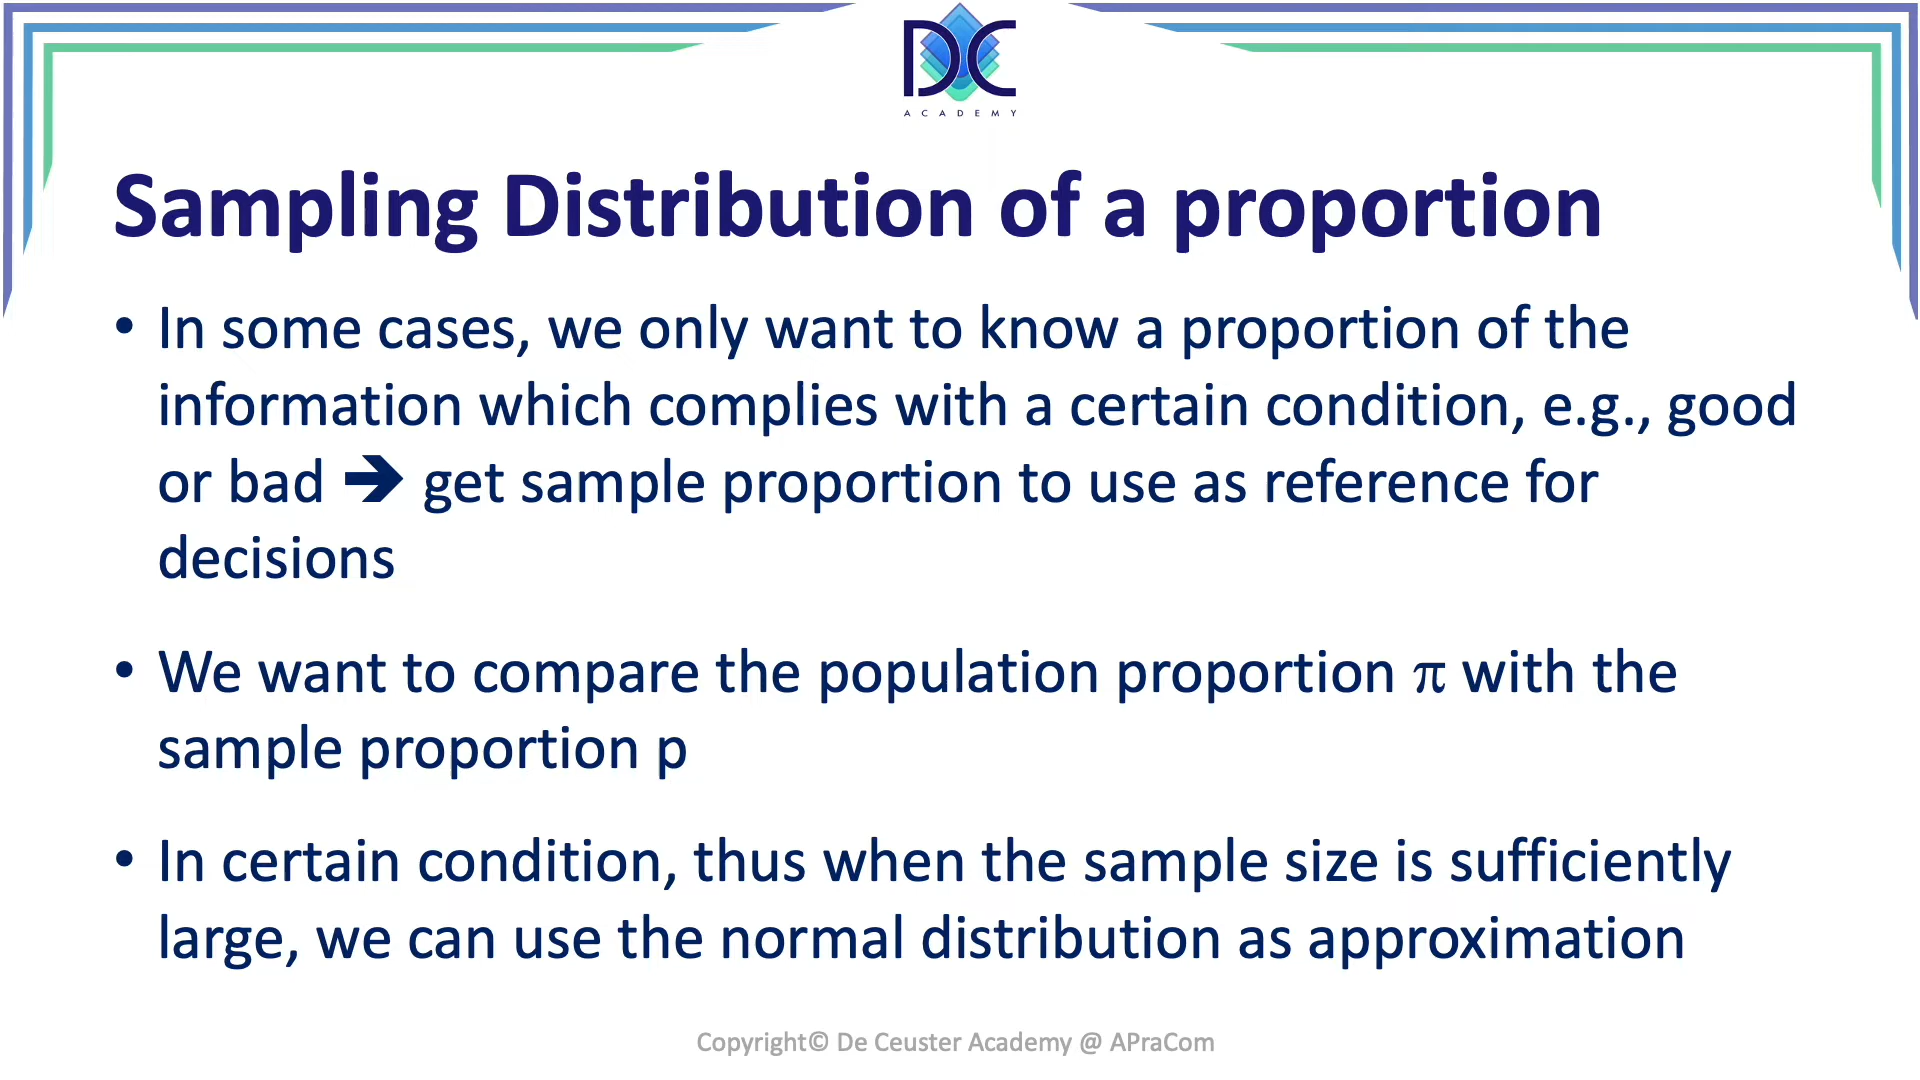 DC
ACADEMY
Sampling Distribution of a proportion
• In some cases, we only want to know a proportion of the
information which complies with a certain condition, e.g., good
or bad ➔ get sample proportion to use as reference for
decisions
• We want to compare the population proportion π with the
sample proportion p
• In certain condition, thus when the sample size is sufficiently
large, we can use the normal distribution as approximation
Copyright© De Ceuster Academy @ APraCom